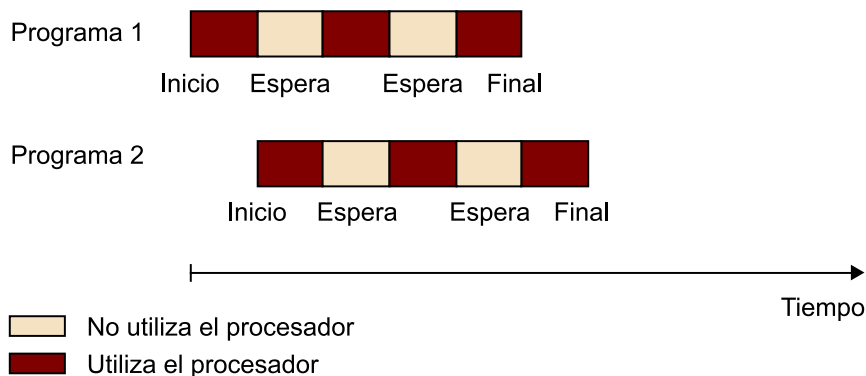 Programa 1
Inicio Espera Espera Final
Programa 2
Inicio Espera Espera Final
Tiempo
No utiliza el procesador
Utiliza el procesador